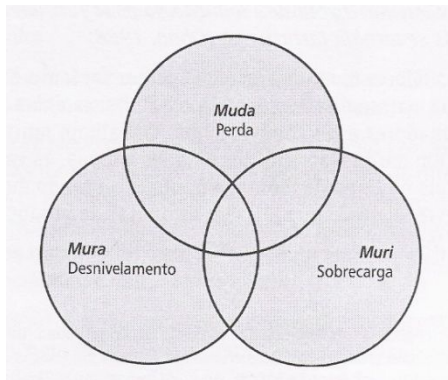 Muda
Perda
Mura
Desnivelamento
Muri
Sobrecarga